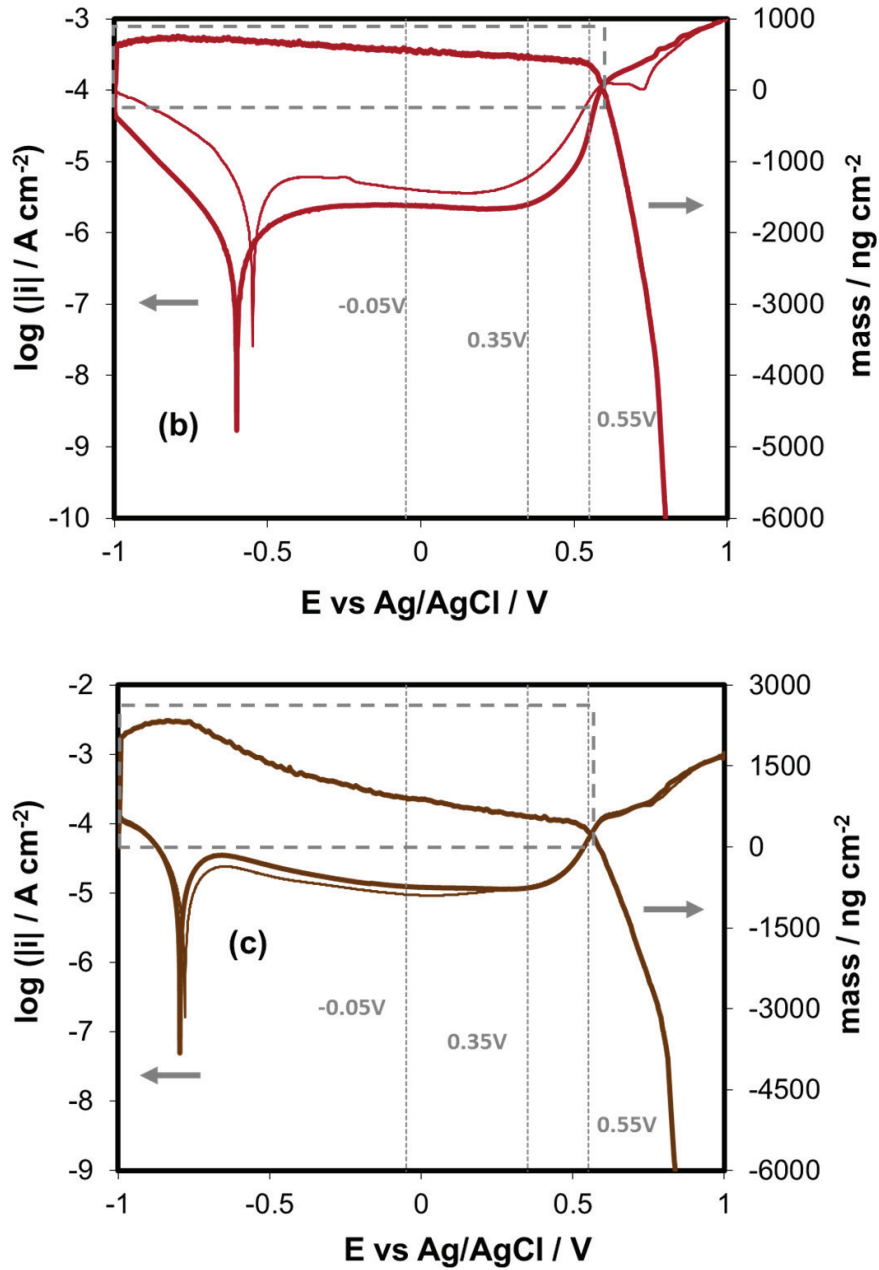 -3
-4
-5
-6
-7
-8
-9
-10
log (|i| / A cm⁻²)
1000
0
-1000
-2000
-3000
-4000
-5000
-6000
mass / ng cm⁻²
-0.05V
0.35V
0.55V
(b)
-1 -0.5 0 0.5 1
E vs Ag/AgCl / V
-2
-3
-4
-5
-6
-7
-8
-9
log (|i| / A cm⁻²)
3000
1500
0
-1500
-3000
-4500
-6000
mass / ng cm⁻²
(c)
-0.05V
0.35V
0.55V
-1 -0.5 0 0.5 1
E vs Ag/AgCl / V